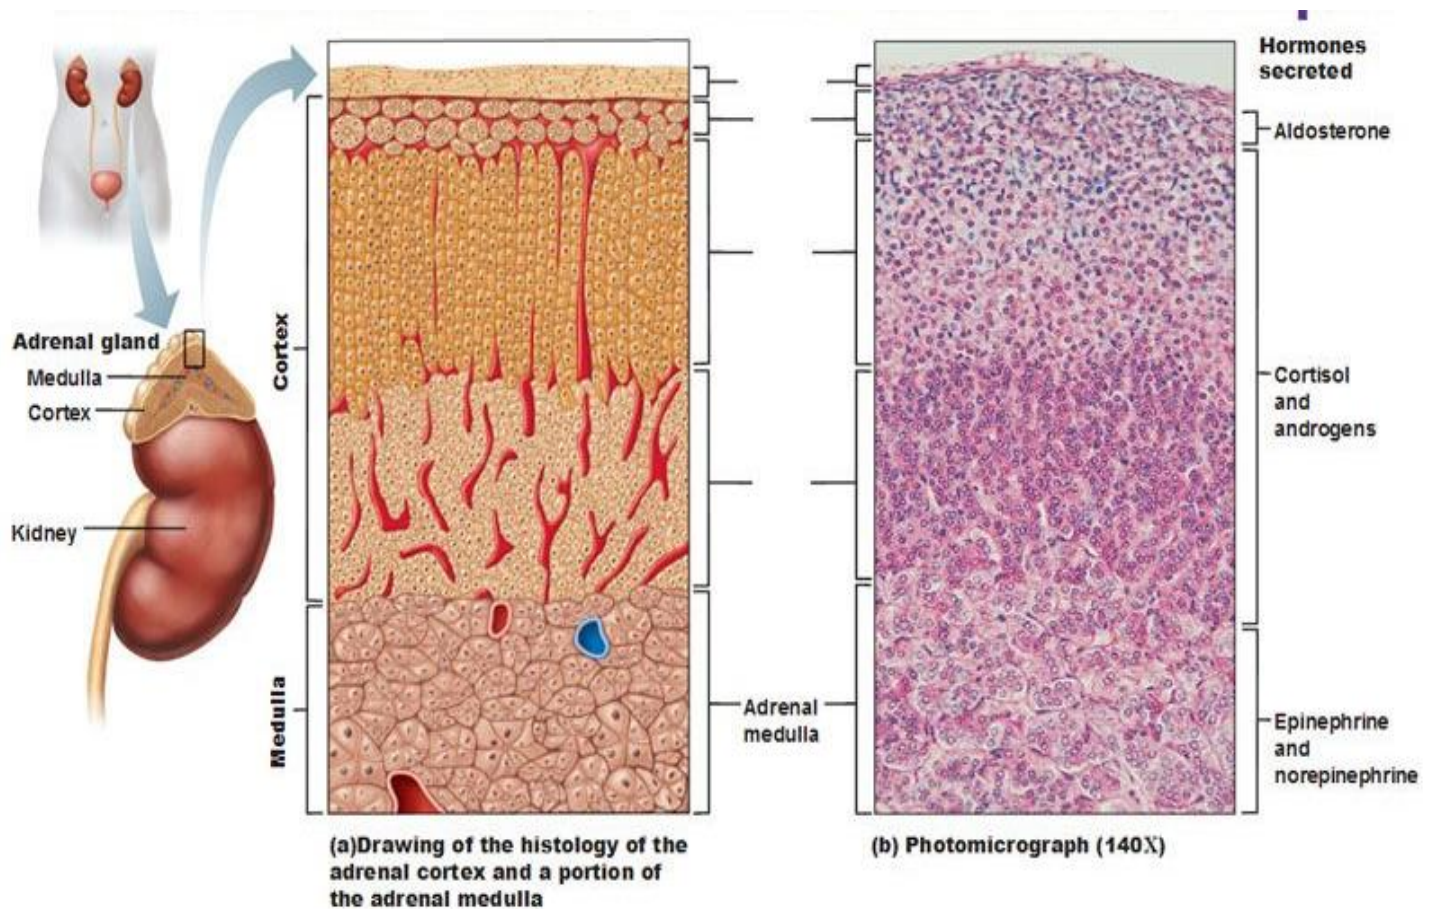 Hormones
secreted
Aldosterone
Adrenal gland
Medulla
Cortex
Kidney
Cortex
Cortisol
and
androgens
Medulla
Adrenal
medulla
Epinephrine
and
norepinephrine
(a)Drawing of the histology of the
adrenal cortex and a portion of
the adrenal medulla
(b) Photomicrograph (140X)